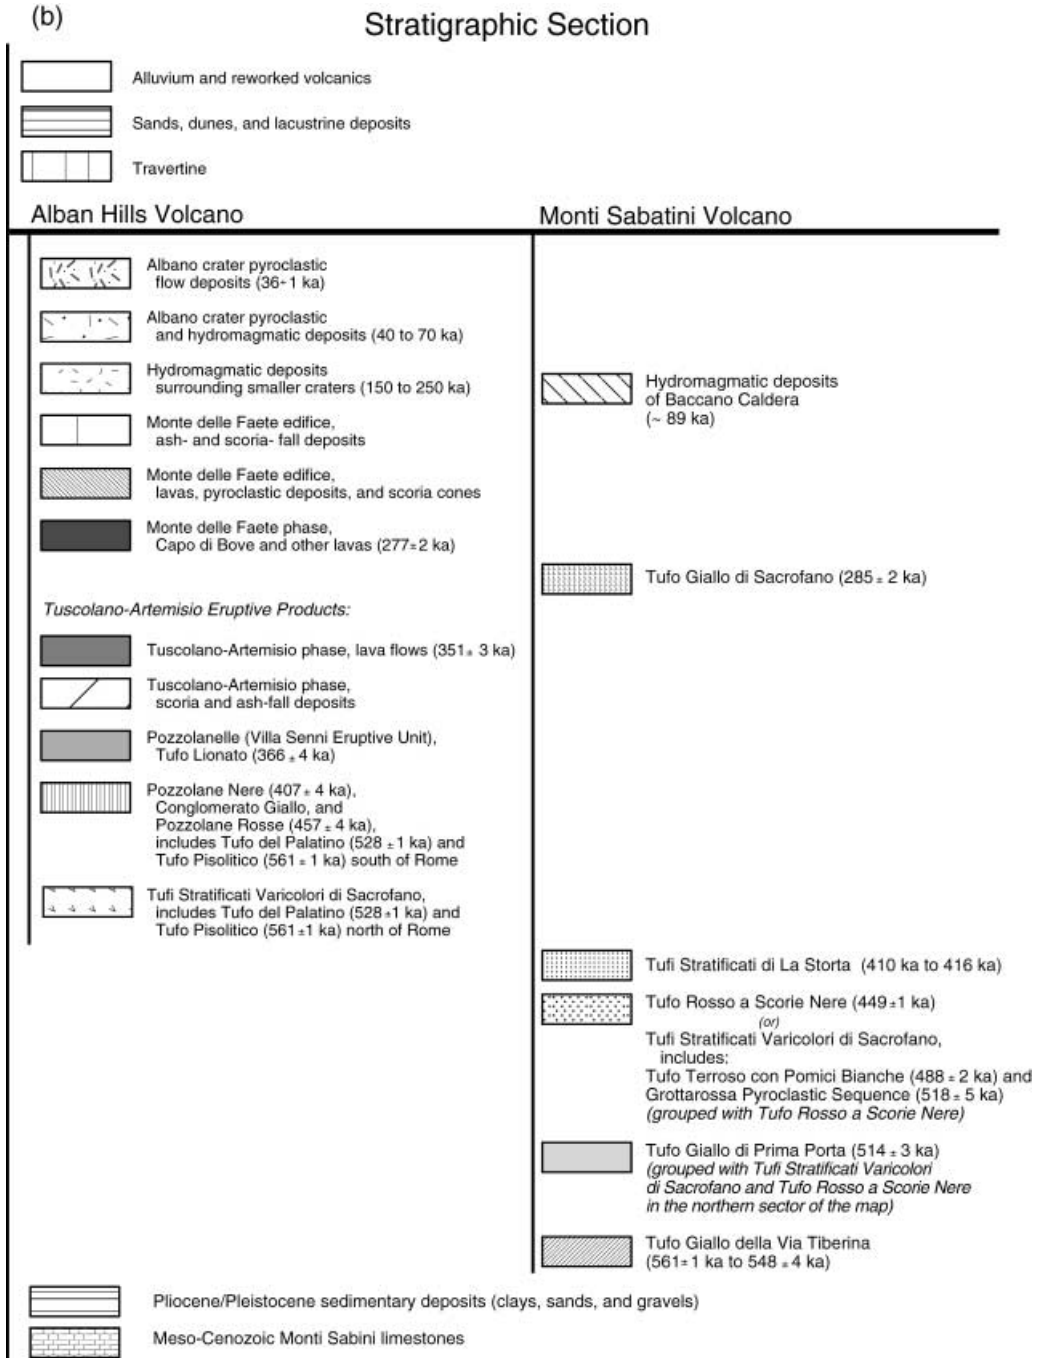 (b)
Stratigraphic Section
Alluvium and reworked volcanics
Sands, dunes, and lacustrine deposits
Travertine
Alban Hills Volcano
Albano crater pyroclastic
flow deposits (36±1 ka)
Albano crater pyroclastic
and hydromagmatic deposits (40 to 70 ka)
Hydromagmatic deposits
surrounding smaller craters (150 to 250 ka)
Monte delle Faete edifice,
ash- and scoria- fall deposits
Monte delle Faete edifice,
lavas, pyroclastic deposits, and scoria cones
Monte delle Faete phase,
Capo di Bove and other lavas (277±2 ka)
Tuscolano-Artemisio Eruptive Products:
Tuscolano-Artemisio phase, lava flows (351± 3 ka)
Tuscolano-Artemisio phase,
scoria and ash-fall deposits
Pozzolanelle (Villa Senni Eruptive Unit),
Tufo Lionato (366 ±4 ka)
Pozzolane Nere (407± 4 ka),
Conglomerato Giallo, and
Pozzolane Rosse (457± 4 ka),
includes Tufo del Palatino (528 ±1 ka) and
Tufo Pisolitico (561± 1 ka) south of Rome
Tufi Stratificati Varicolori di Sacrofano,
includes Tufo del Palatino (528±1 ka) and
Tufo Pisolitico (561±1 ka) north of Rome
Monti Sabatini Volcano
Hydromagmatic deposits
of Baccano Caldera
(~ 89 ka)
Tufo Giallo di Sacrofano (285 ± 2 ka)
Tufi Stratificati di La Storta (410 ka to 416 ka)
Tufo Rosso a Scorie Nere (449±1 ka)
(or)
Tufi Stratificati Varicolori di Sacrofano,
includes:
Tufo Terroso con Pomici Bianche (488± 2 ka) and
Grottarossa Pyroclastic Sequence (518± 5 ka)
(grouped with Tufo Rosso a Scorie Nere)
Tufo Giallo di Prima Porta (514± 3 ka)
(grouped with Tufi Stratificati Varicolori
di Sacrofano and Tufo Rosso a Scorie Nere
in the northern sector of the map)
Tufo Giallo della Via Tiberina
(561±1 ka to 548 ±4 ka)
Pliocene/Pleistocene sedimentary deposits (clays, sands, and gravels)
Meso-Cenozoic Monti Sabini limestones